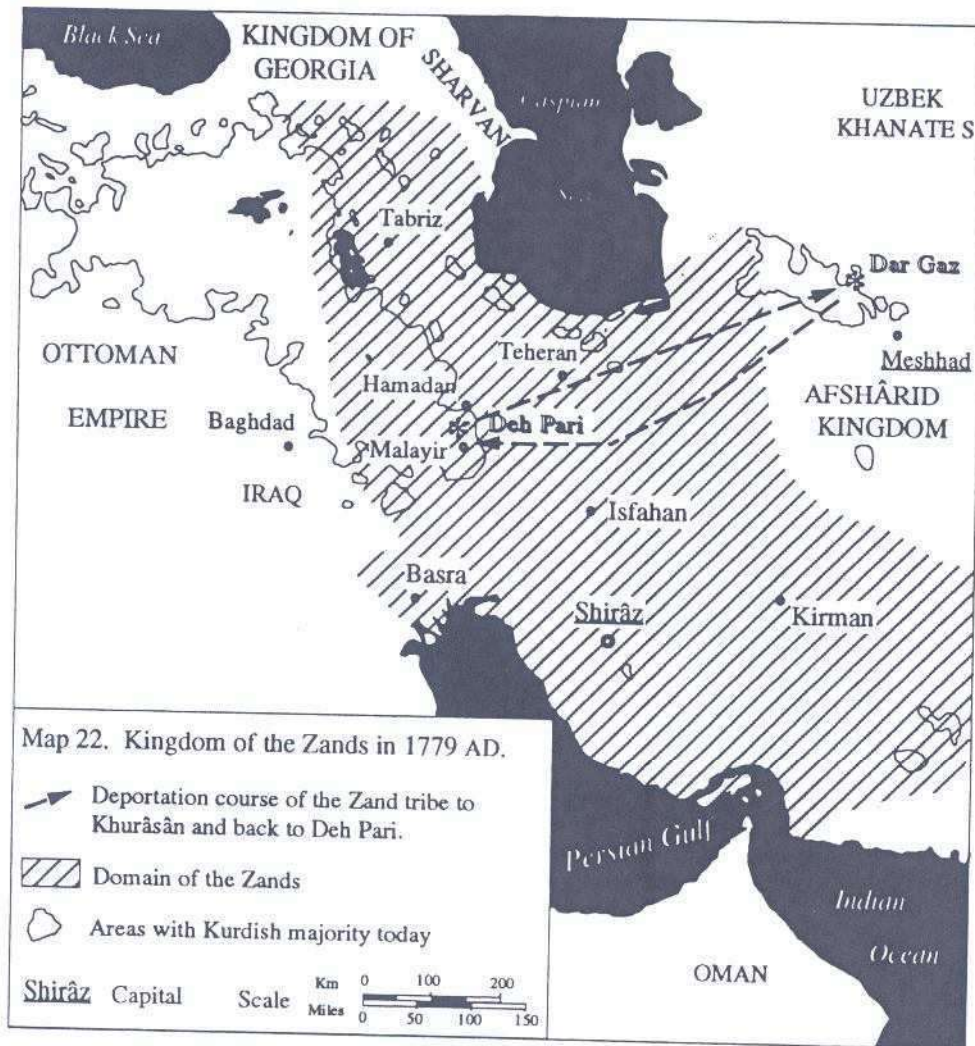 Black Sea
KINGDOM OF
GEORGIA
SHARVAN
Caspian
Sea
UZBEK
KHANATE S
Tabriz
Dar Gaz
Meshhad
OTTOMAN
EMPIRE
Teheran
Hamadan
Deh Pari
AFSHÂRID
KINGDOM
Baghdad
Malayir
IRAQ
Isfahan
Basra
Shirâz
Kirman
Map 22. Kingdom of the Zands in 1779 AD.
Deportation course of the Zand tribe to
Khurâsân and back to Deh Pari.
Domain of the Zands
Areas with Kurdish majority today
Shirâz Capital Scale
Km 0 100 200
Miles 0 50 100 150
Persian Gulf
Indian
Ocean
OMAN